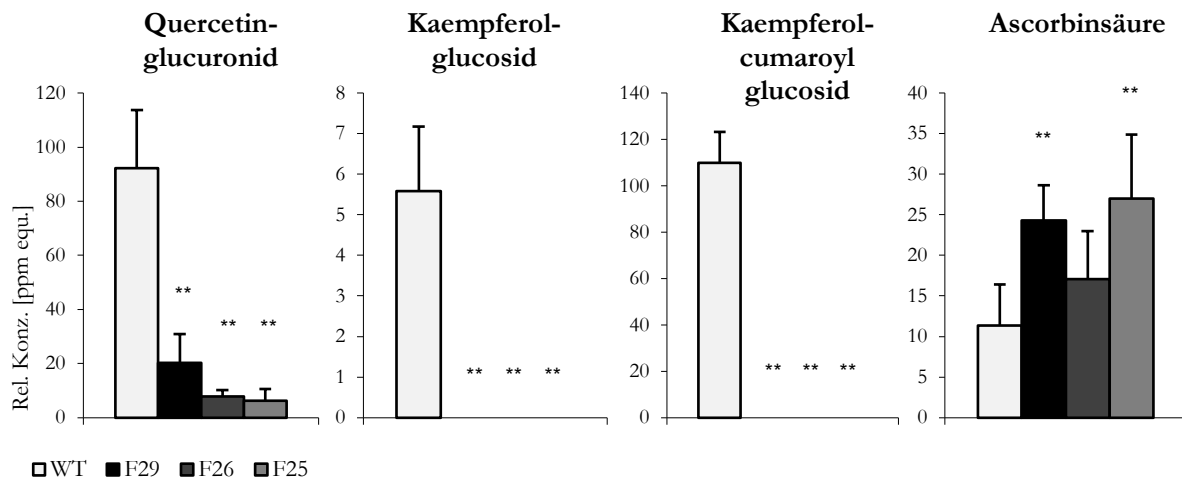 Quercetin-
glucuronid
Kaempferol-
glucosid
Kaempferol-
cumaroyl
glucosid
Ascorbinsäure
Rel. Konz. [ppm equ.]
120
100
80
60
40
20
0
** ** **
8
7
6
5
4
3
2
1
0
** ** **
140
120
100
80
60
40
20
0
** ** **
40
35
30
25
20
15
10
5
0
** **
WT F29 F26 F25